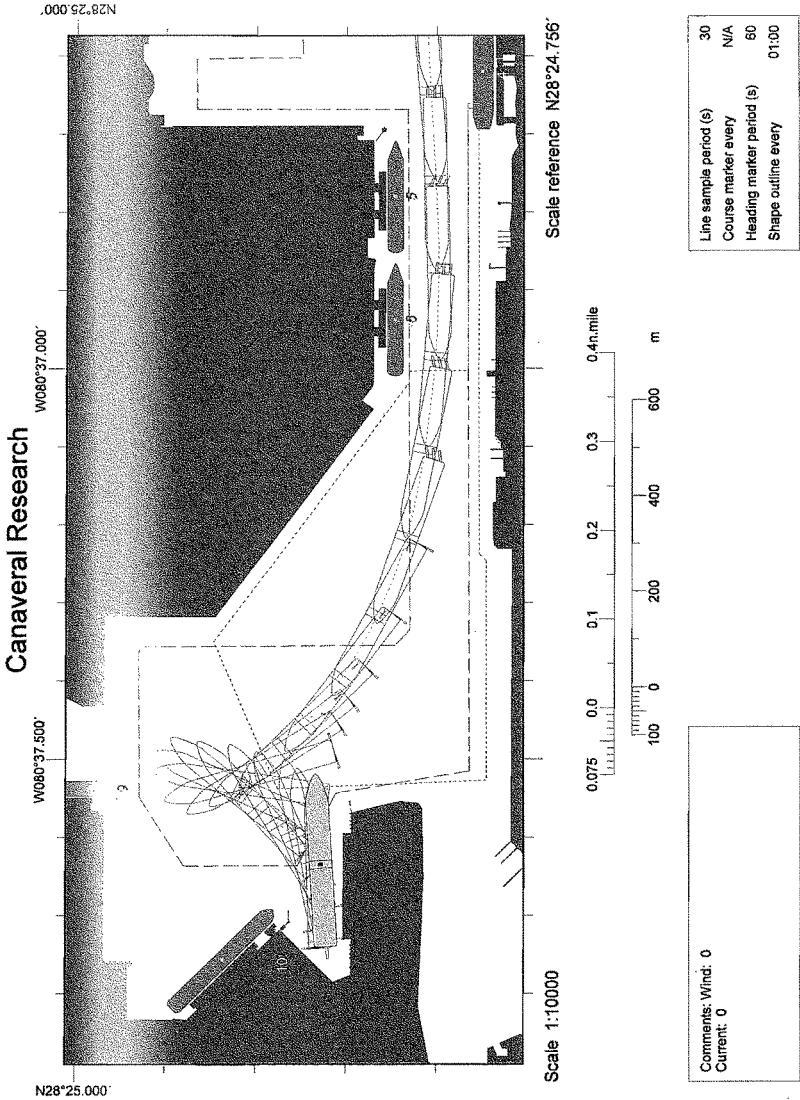 Canaveral Research
N28°25.000´
N28°25.000´
W080°37.500´
W080°37.000´
9
10
8
5
Scale 1:10000
Scale reference N28°24.756´
0.075 0.0 0.1 0.2 0.3 0.4n.mile
100 0 200 400 600 m
Comments: Wind: 0
Current: 0
Line sample period (s) 30
Course marker every N/A
Heading marker period (s) 60
Shape outline every 01:00